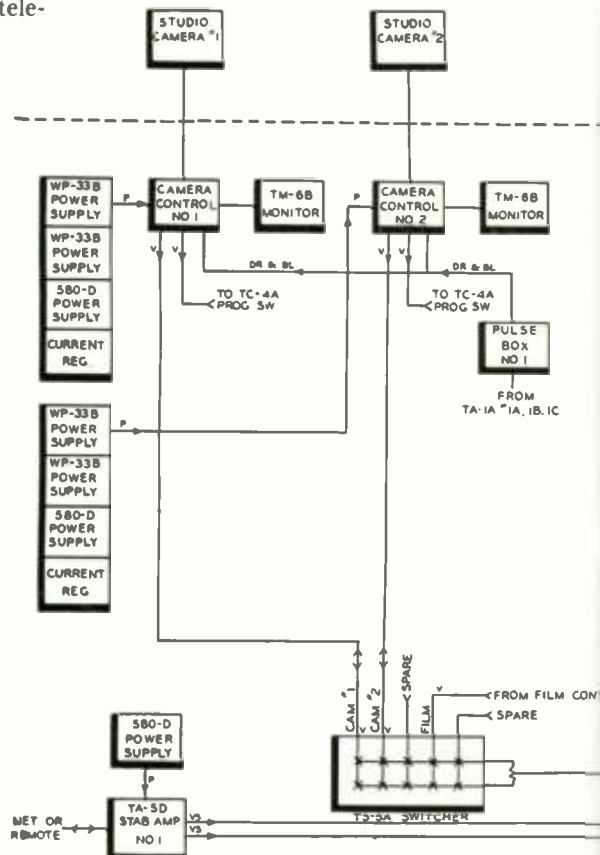 tele-
STUDIO
CAMERA #1
STUDIO
CAMERA #2
WP-33B
POWER
SUPPLY
WP-33B
POWER
SUPPLY
580-D
POWER
SUPPLY
CURRENT
REG
P
CAMERA
CONTROL
NO 1
TM-6B
MONITOR
P
CAMERA
CONTROL
NO 2
TM-6B
MONITOR
V
V
DR & BL
TO TC-4A
PROG SW
V
V
DR & BL
TO TC-4A
PROG SW
PULSE
BOX
NO 1
FROM
TA-1A #1A, 1B, 1C
WP-33B
POWER
SUPPLY
WP-33B
POWER
SUPPLY
580-D
POWER
SUPPLY
CURRENT
REG
P
CAM #1
V
CAM #2
V
SPARE
FILM
V
FROM FILM CON
SPARE
TS-5A SWITCHER
580-D
POWER
SUPPLY
P
NET OR
REMOTE
TA-5D
STAB AMP
NO 1
VS
VS